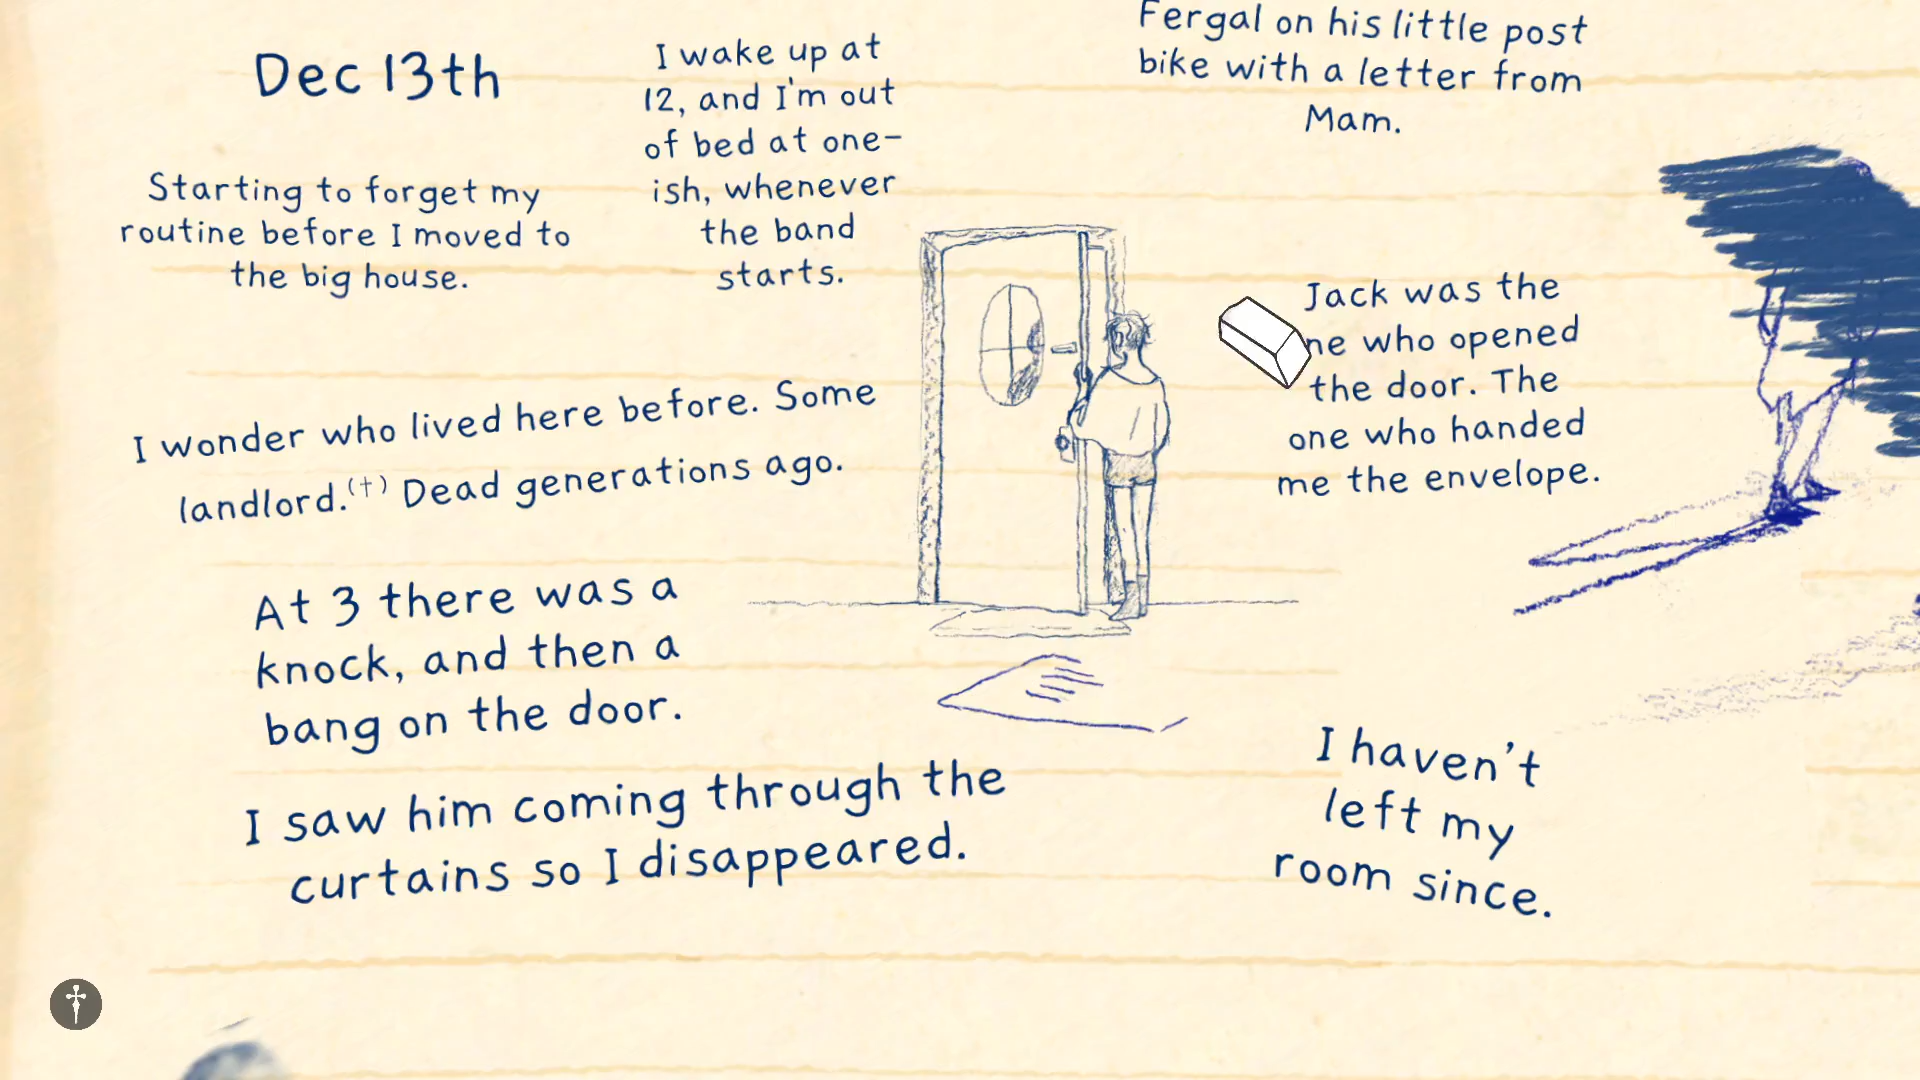 Dec 13th
Starting to forget my
routine before I moved to
the big house.
I wake up at
12, and I'm out
of bed at one-
ish, whenever
the band
starts.
I wonder who lived here before. Some
landlord.(†) Dead generations ago.
At 3 there was a
knock, and then a
bang on the door.
I saw him coming through the
curtains so I disappeared.
Fergal on his little post
bike with a letter from
Mam.
Jack was the
ne who opened
the door. The
one who handed
me the envelope.
I haven't
left my
room since.